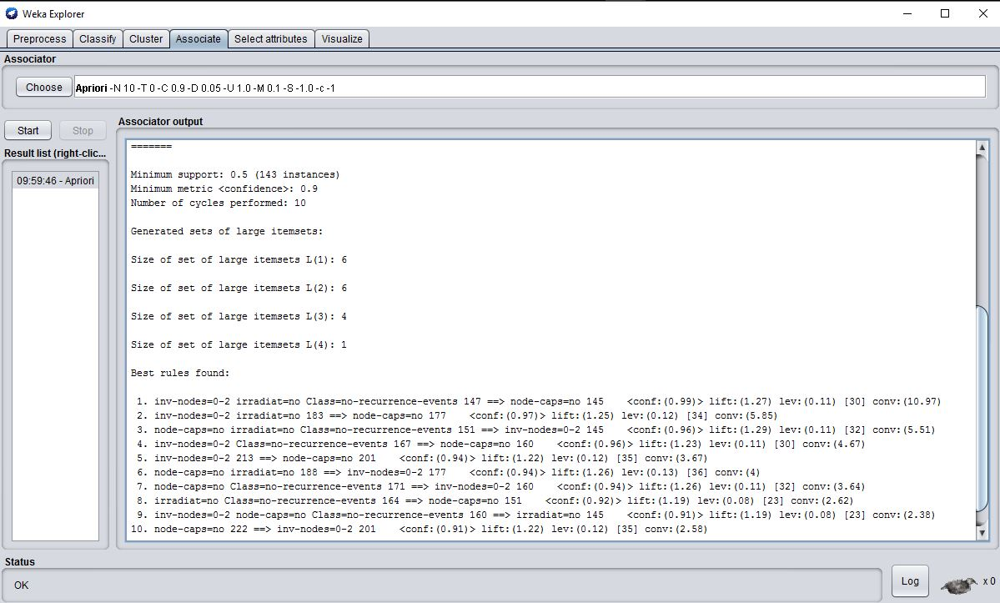 Weka Explorer
Preprocess Classify Cluster Associate Select attributes Visualize
Associator
Choose Apriori -N 10 -T 0 -C 0.9 -D 0.05 -U 1.0 -M 0.1 -S -1.0 -c -1
Start Stop
Result list (right-clic...
09:59:46 - Apriori
Associator output
=======
Minimum support: 0.5 (143 instances)
Minimum metric <confidence>: 0.9
Number of cycles performed: 10
Generated sets of large itemsets:
Size of set of large itemsets L(1): 6
Size of set of large itemsets L(2): 6
Size of set of large itemsets L(3): 4
Size of set of large itemsets L(4): 1
Best rules found:
1. inv-nodes=0-2 irradiat=no Class=no-recurrence-events 147 ==> node-caps=no 145    <conf:(0.99)> lift:(1.27) lev:(0.11) [30] conv:(10.97)
2. inv-nodes=0-2 irradiat=no 183 ==> node-caps=no 177    <conf:(0.97)> lift:(1.25) lev:(0.12) [34] conv:(5.85)
3. node-caps=no irradiat=no Class=no-recurrence-events 151 ==> inv-nodes=0-2 145    <conf:(0.96)> lift:(1.29) lev:(0.11) [32] conv:(5.51)
4. inv-nodes=0-2 Class=no-recurrence-events 167 ==> node-caps=no 160    <conf:(0.96)> lift:(1.23) lev:(0.11) [30] conv:(4.67)
5. inv-nodes=0-2 213 ==> node-caps=no 201    <conf:(0.94)> lift:(1.22) lev:(0.12) [35] conv:(3.67)
6. node-caps=no irradiat=no 188 ==> inv-nodes=0-2 177    <conf:(0.94)> lift:(1.26) lev:(0.13) [36] conv:(4)
7. node-caps=no Class=no-recurrence-events 171 ==> inv-nodes=0-2 160    <conf:(0.94)> lift:(1.26) lev:(0.11) [32] conv:(3.64)
8. irradiat=no Class=no-recurrence-events 164 ==> node-caps=no 151    <conf:(0.92)> lift:(1.19) lev:(0.08) [23] conv:(2.62)
9. inv-nodes=0-2 node-caps=no Class=no-recurrence-events 160 ==> irradiat=no 145    <conf:(0.91)> lift:(1.19) lev:(0.08) [23] conv:(2.38)
10. node-caps=no 222 ==> inv-nodes=0-2 201    <conf:(0.91)> lift:(1.22) lev:(0.12) [35] conv:(2.58)
Status
OK
Log
x 0